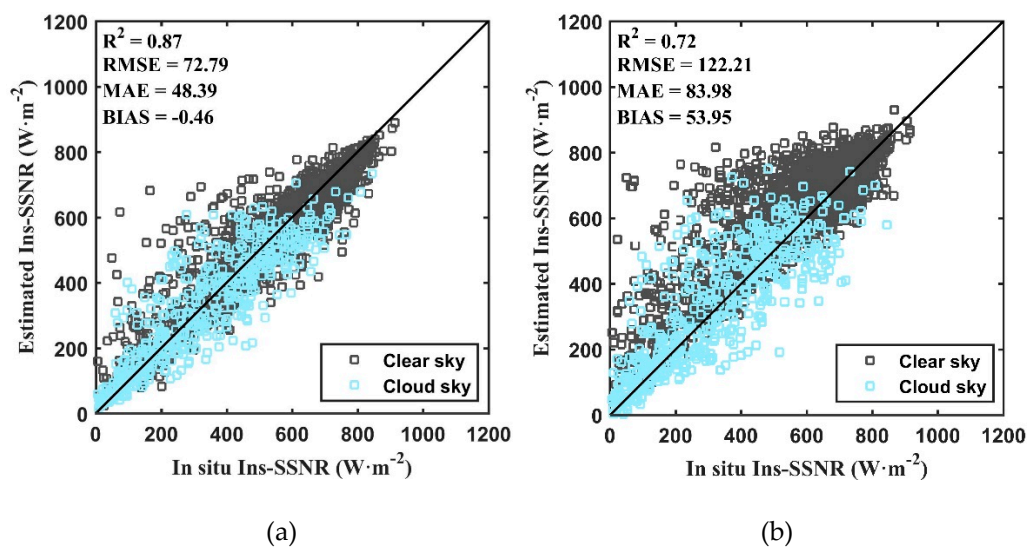 1200
1000
800
600
400
200
0
R² = 0.87
RMSE = 72.79
MAE = 48.39
BIAS = -0.46
Clear sky
Cloud sky
0 200 400 600 800 1000 1200
Estimated Ins-SSNR (W·m⁻²)
In situ Ins-SSNR (W·m⁻²)
(a)
1200
1000
800
600
400
200
0
R² = 0.72
RMSE = 122.21
MAE = 83.98
BIAS = 53.95
Clear sky
Cloud sky
0 200 400 600 800 1000 1200
Estimated Ins-SSNR (W·m⁻²)
In situ Ins-SSNR (W·m⁻²)
(b)